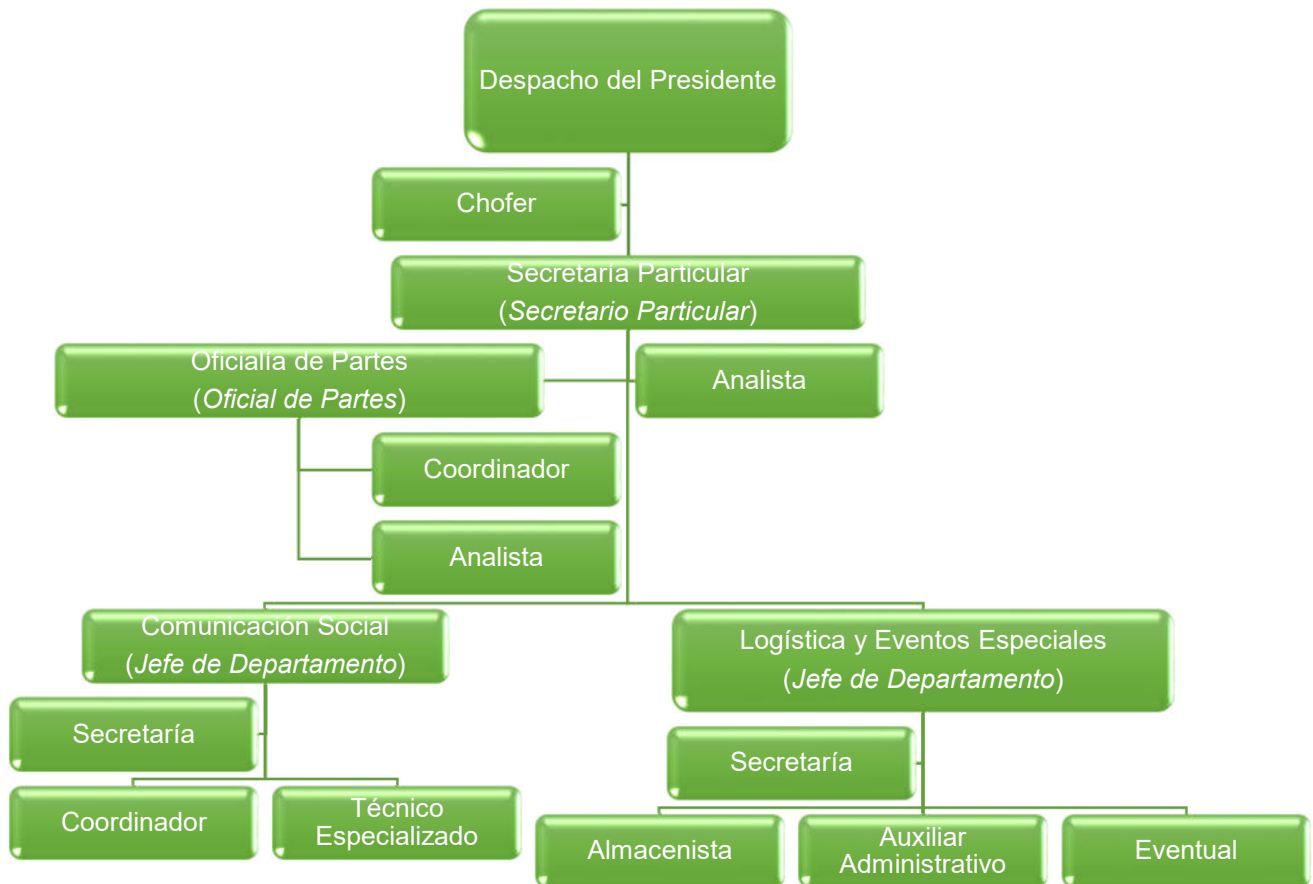 Despacho del Presidente
Chofer
Secretaría Particular
(Secretario Particular)
Oficialía de Partes
(Oficial de Partes)
Analista
Coordinador
Analista
Comunicación Social
(Jefe de Departamento)
Logística y Eventos Especiales
(Jefe de Departamento)
Secretaría
Secretaría
Coordinador
Técnico
Especializado
Almacenista
Auxiliar
Administrativo
Eventual